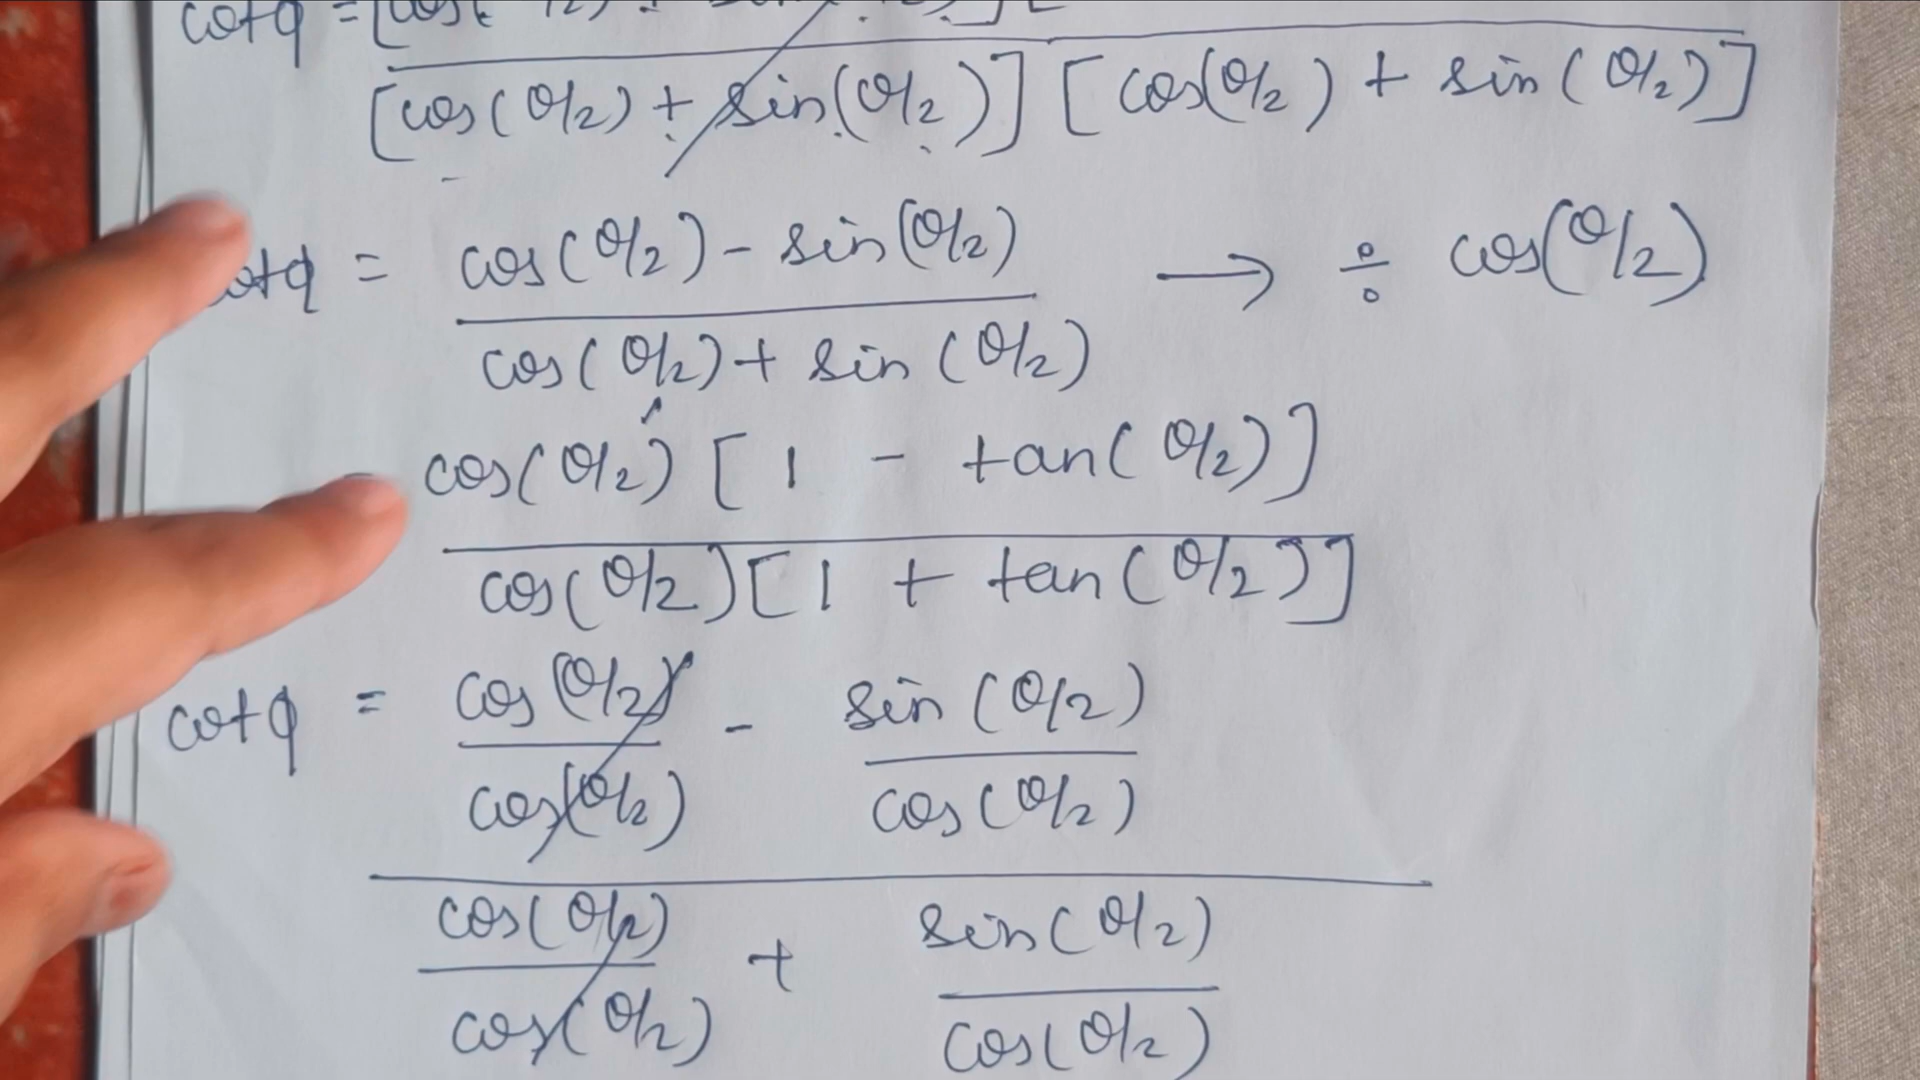 cot φ =
[cos(θ/2) + sin(θ/2)] [cos(θ/2) + sin(θ/2)]
cot φ = cos(θ/2) - sin(θ/2) → ÷ cos(θ/2)
cos(θ/2) + sin(θ/2)
cos(θ/2) [1 - tan(θ/2)]
cos(θ/2) [1 + tan(θ/2)]
cot φ = cos(θ/2) - sin(θ/2)
cos(θ/2) cos(θ/2)
cos(θ/2) + sin(θ/2)
cos(θ/2) cos(θ/2)